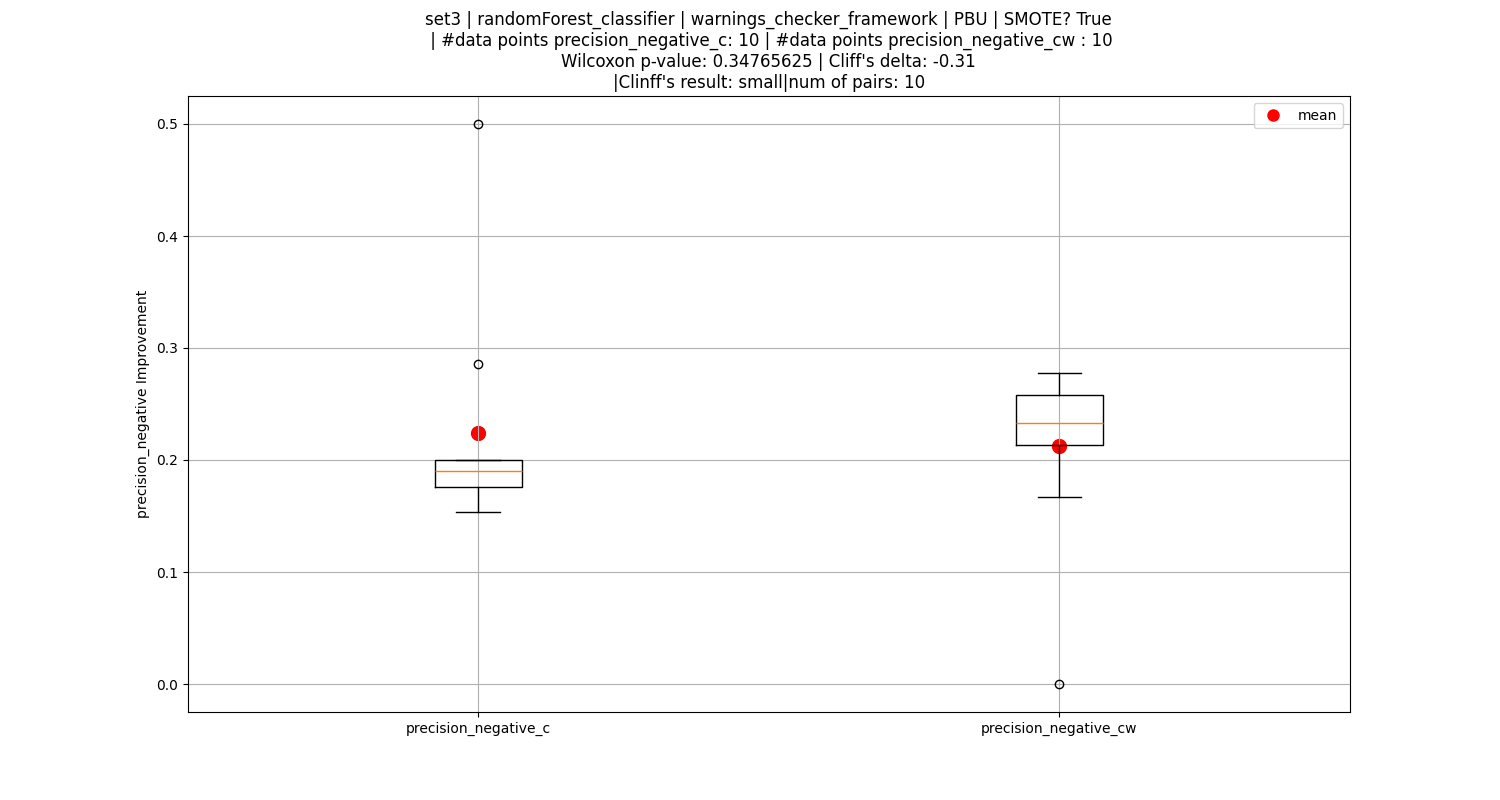 set3 | randomForest_classifier | warnings_checker_framework | PBU | SMOTE? True
| #data points precision_negative_c: 10 | #data points precision_negative_cw : 10
Wilcoxon p-value: 0.34765625 | Cliff's delta: -0.31
|Clinff's result: small|num of pairs: 10
mean
0.5
0.4
0.3
0.2
0.1
0.0
precision_negative Improvement
precision_negative_c
precision_negative_cw